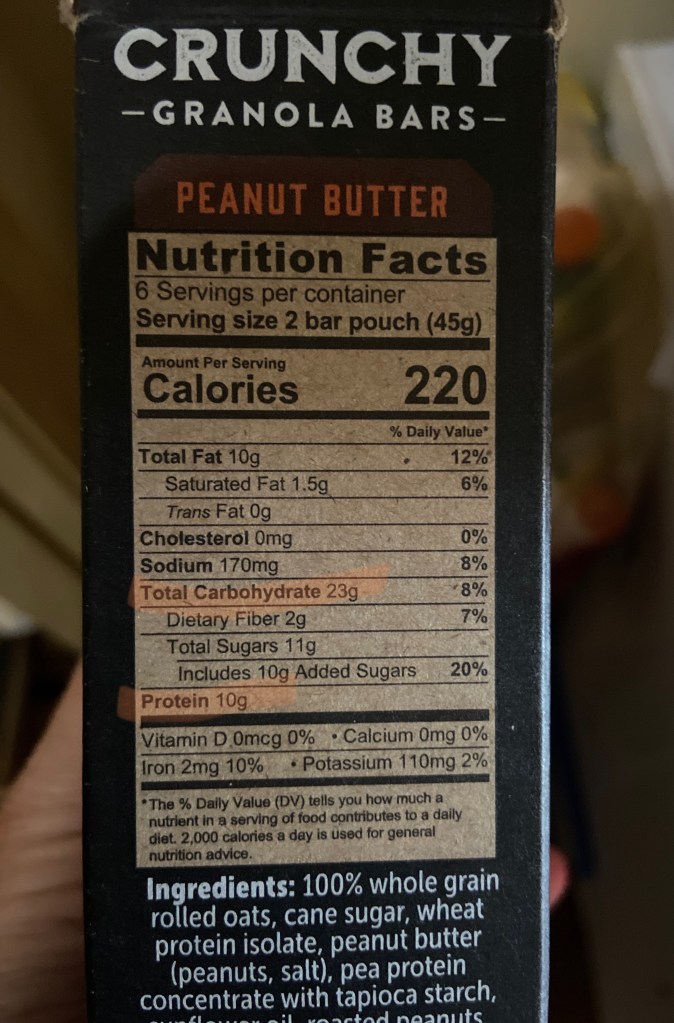 CRUNCHY
—GRANOLA BARS—
PEANUT BUTTER
Nutrition Facts
6 Servings per container
Serving size 2 bar pouch (45g)
Amount Per Serving
Calories 220
% Daily Value*
Total Fat 10g 12%
Saturated Fat 1.5g 6%
Trans Fat 0g
Cholesterol 0mg 0%
Sodium 170mg 8%
Total Carbohydrate 23g 8%
Dietary Fiber 2g 7%
Total Sugars 11g
Includes 10g Added Sugars 20%
Protein 10g
Vitamin D 0mcg 0% • Calcium 0mg 0%
Iron 2mg 10% • Potassium 110mg 2%
*The % Daily Value (DV) tells you how much a
nutrient in a serving of food contributes to a daily
diet. 2,000 calories a day is used for general
nutrition advice.
Ingredients: 100% whole grain
rolled oats, cane sugar, wheat
protein isolate, peanut butter
(peanuts, salt), pea protein
concentrate with tapioca starch,
sunflower oil, roasted peanuts